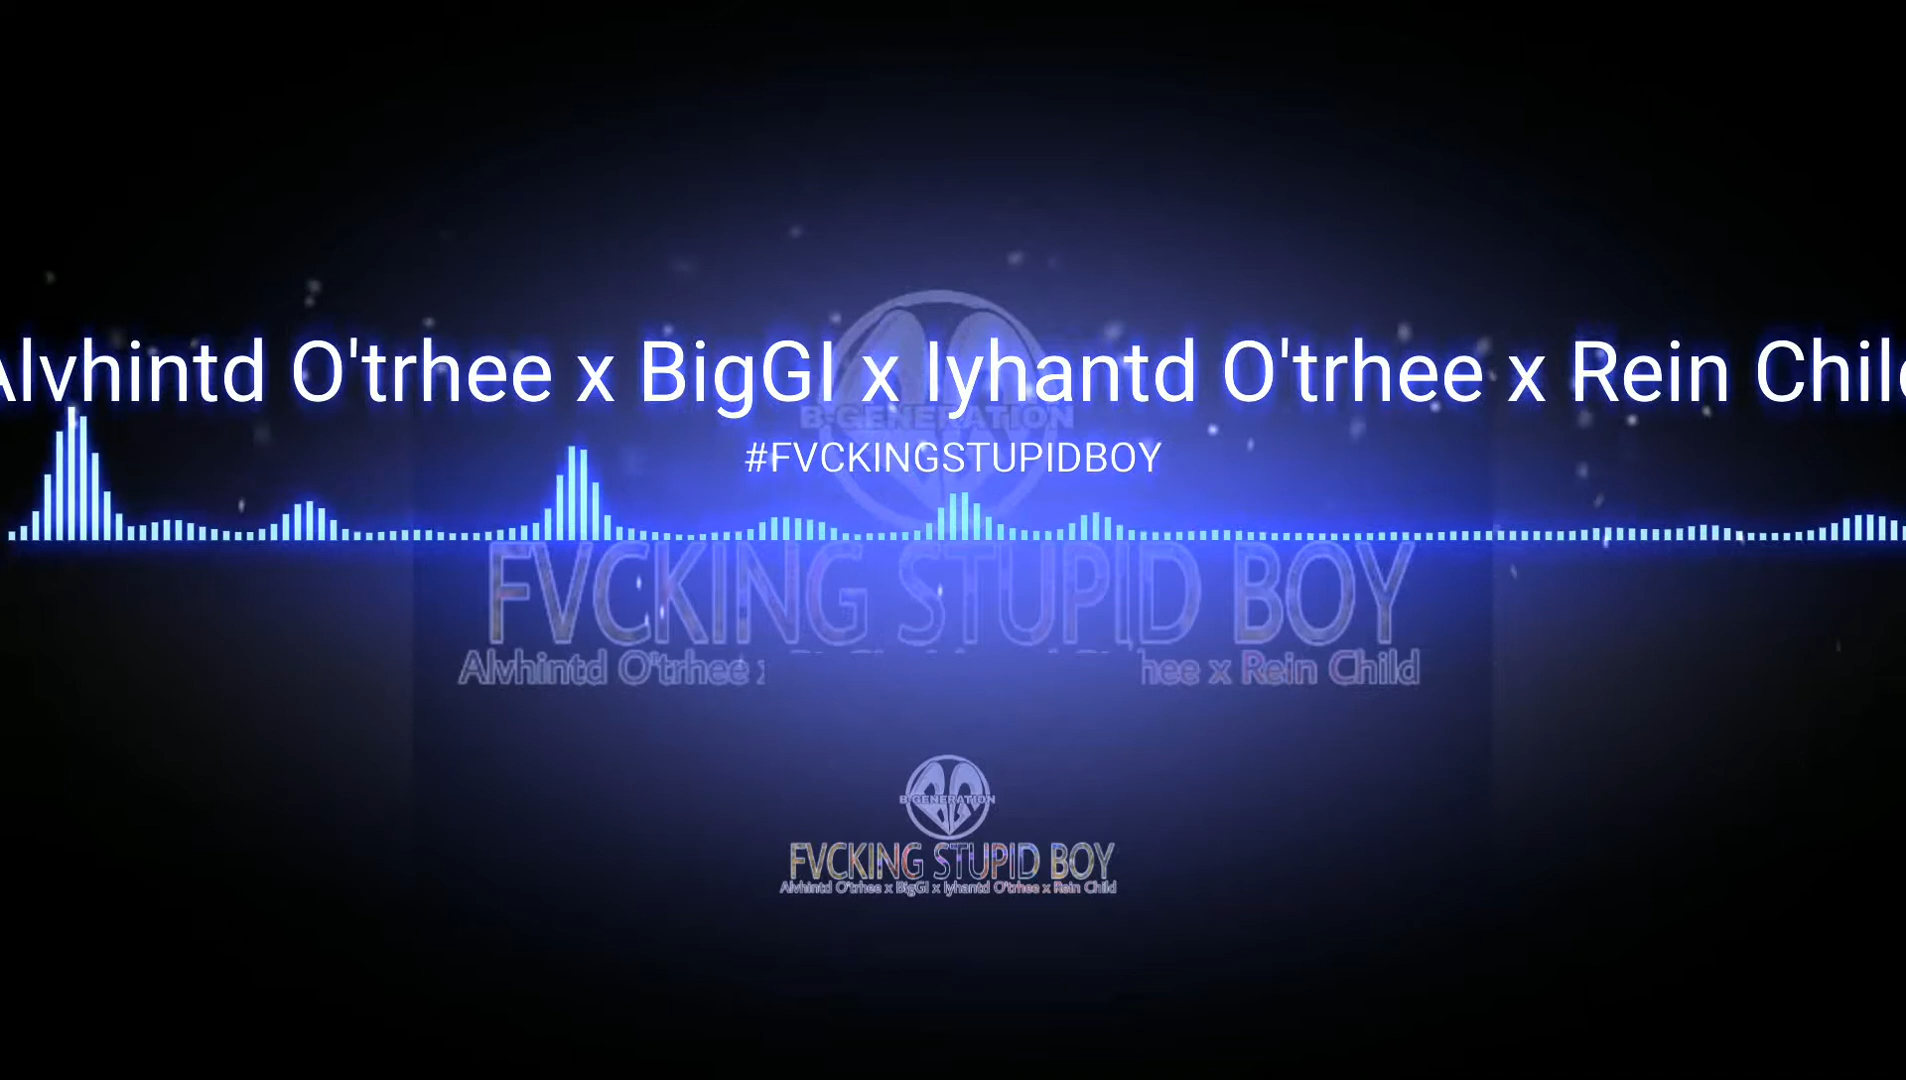 Alvhintd O'trhee x BigGI x Iyhantd O'trhee x Rein Child
B-GENERATION
#FVCKINGSTUPIDBOY
FVCKING STUPID BOY
Alvhintd O'trhee x hee x Rein Child
B-GENERATION
FVCKING STUPID BOY
Alvhintd O'trhee x BigGI x Iyhantd O'trhee x Rein Child